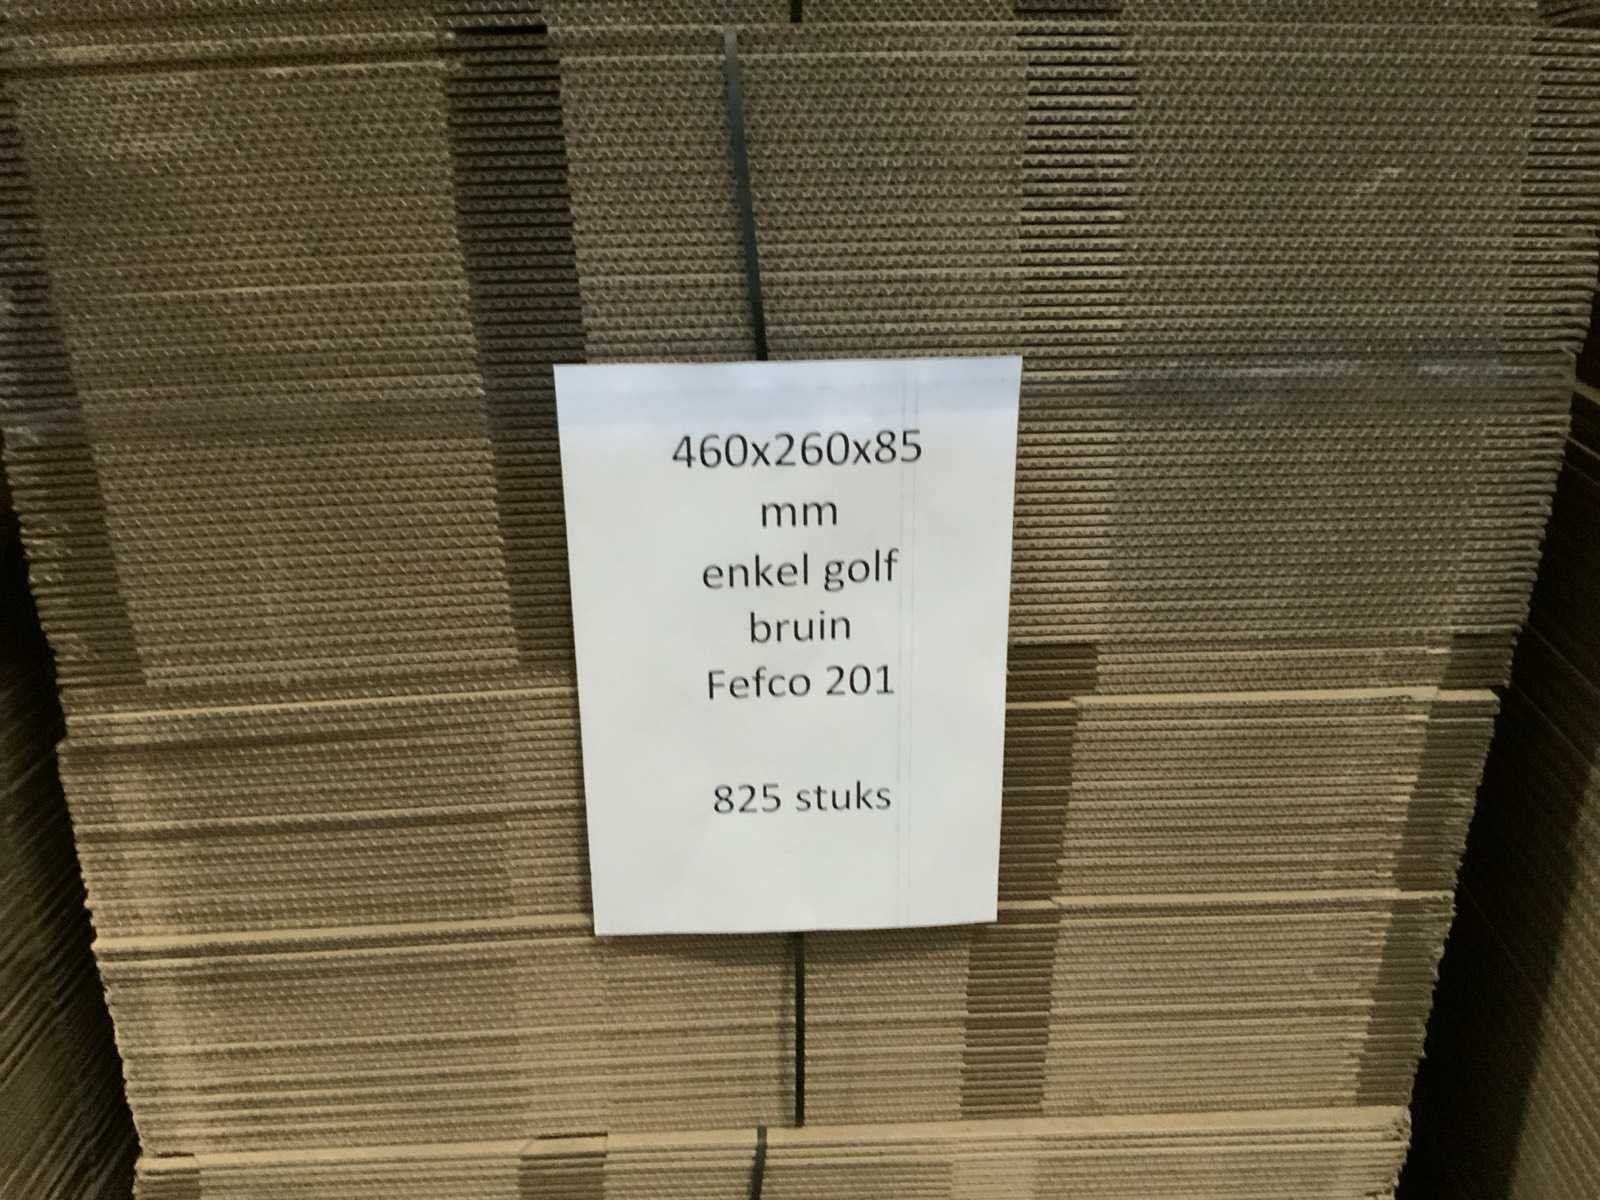 460x260x85
mm
enkel golf
bruin
Fefco 201
825 stuks